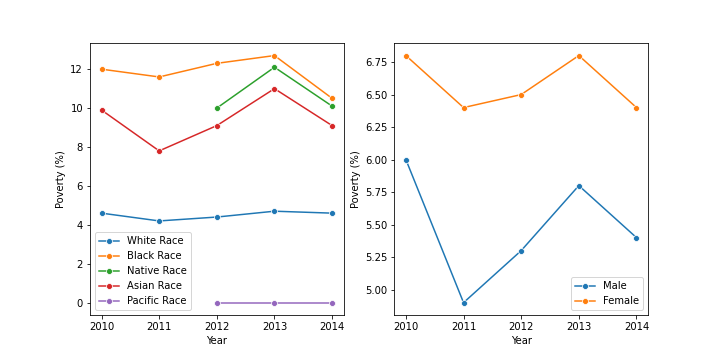 12
10
8
6
4
2
0
Poverty (%)
White Race
Black Race
Native Race
Asian Race
Pacific Race
2010 2011 2012 2013 2014
Year
6.75
6.50
6.25
6.00
5.75
5.50
5.25
5.00
Poverty (%)
Male
Female
2010 2011 2012 2013 2014
Year